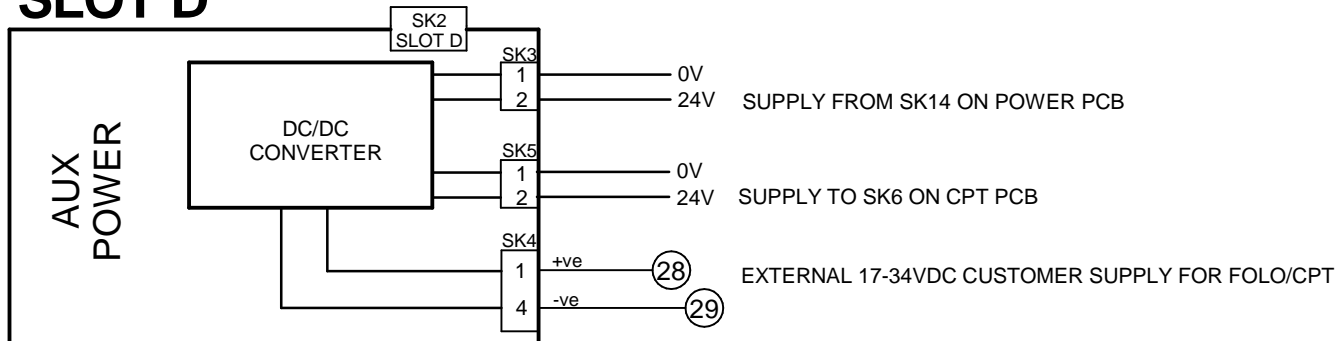 SLOT D
SK2
SLOT D
SK3
1
0V
2
24V
SUPPLY FROM SK14 ON POWER PCB
DC/DC
CONVERTER
AUX
POWER
SK5
1
0V
2
24V
SUPPLY TO SK6 ON CPT PCB
SK4
1
+ve
28
EXTERNAL 17-34VDC CUSTOMER SUPPLY FOR FOLO/CPT
4
-ve
29